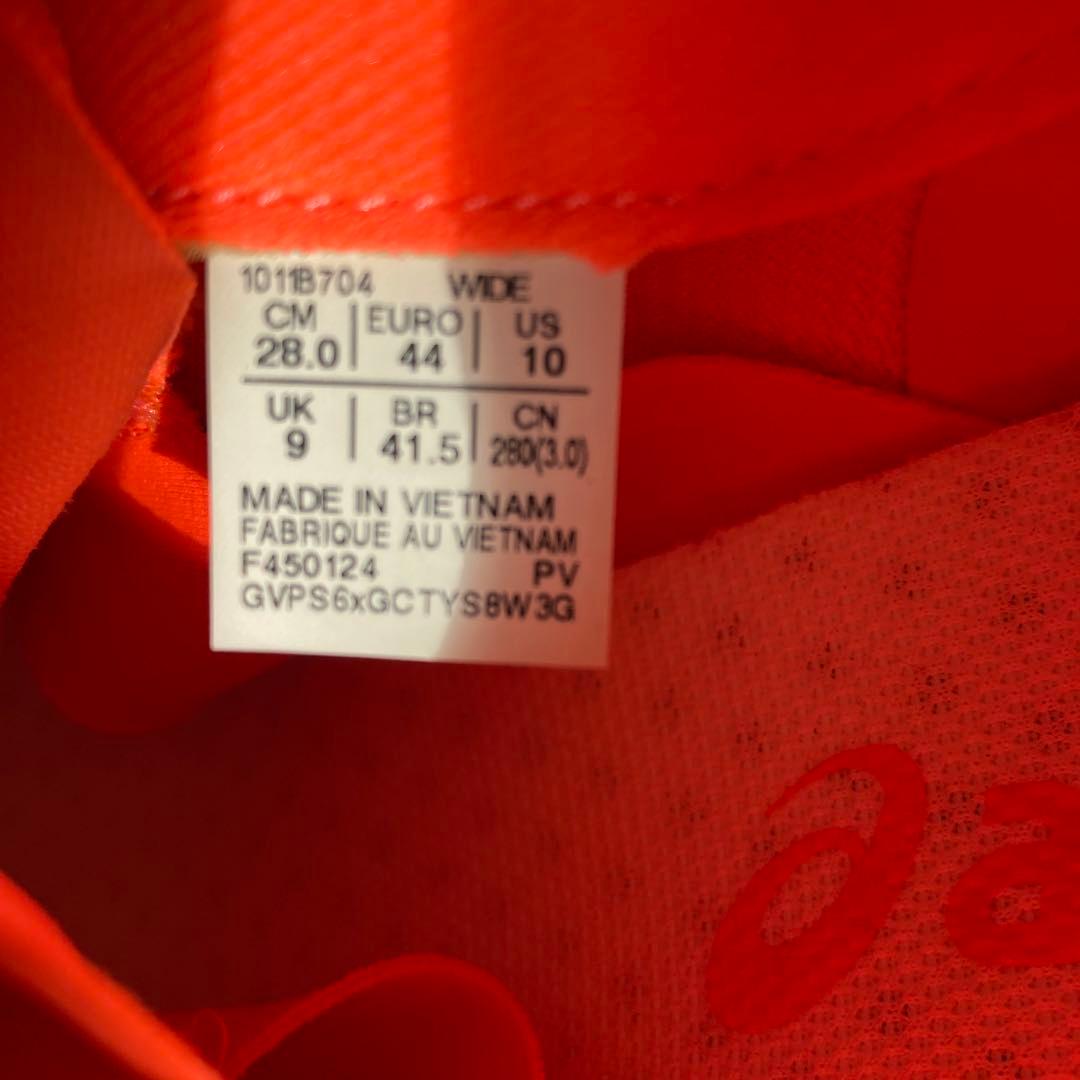 1011B704 WIDE
CM | EURO | US
28.0 | 44 | 10
UK | BR | CN
9 | 41.5 | 280(3.0)
MADE IN VIETNAM
FABRIQUE AU VIETNAM
F450124 PV
GVPS6xGCTYS8W3G